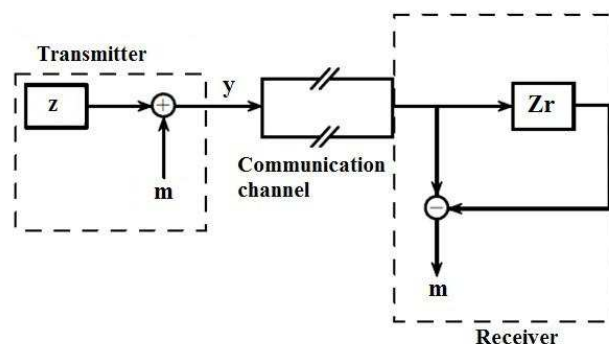 Transmitter
z
+
y
m
Communication
channel
Zr
−
m
Receiver